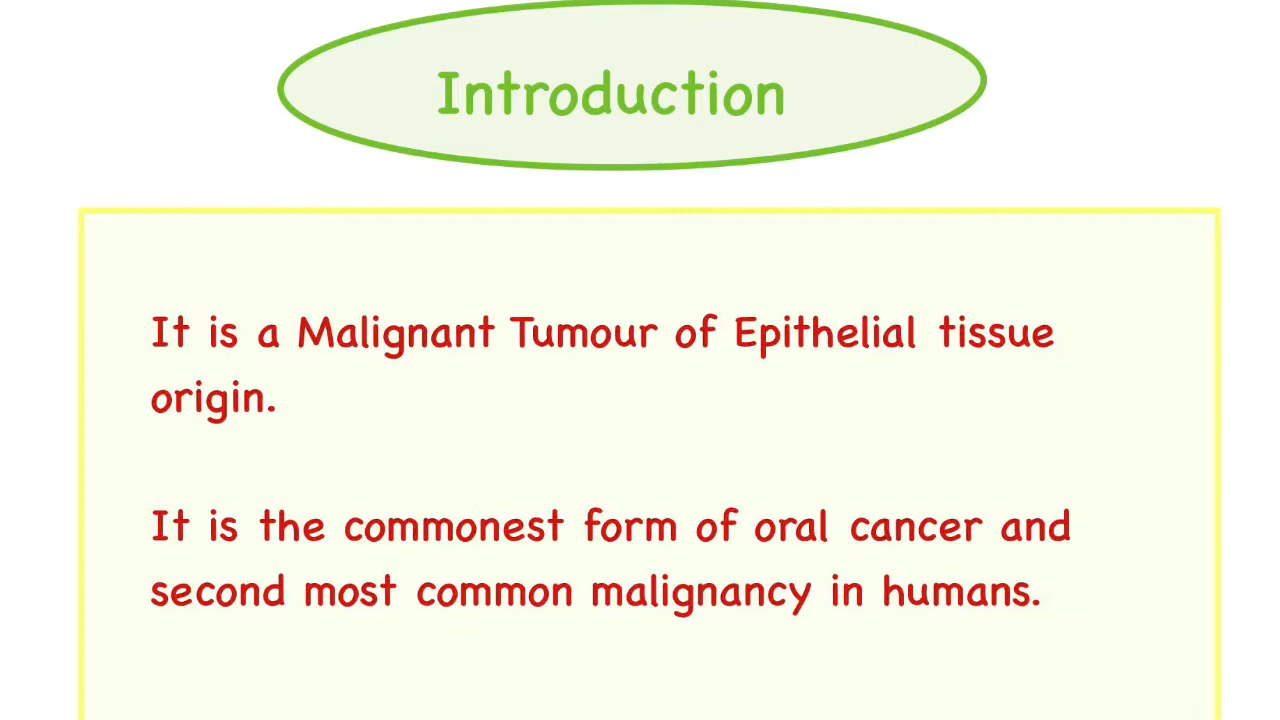 Introduction
It is a Malignant Tumour of Epithelial tissue
origin.
It is the commonest form of oral cancer and
second most common malignancy in humans.